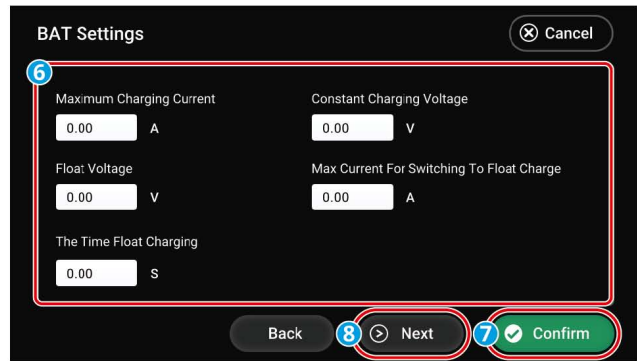 BAT Settings
Cancel
6
Maximum Charging Current
Constant Charging Voltage
0.00 A
0.00 V
Float Voltage
Max Current For Switching To Float Charge
0.00 V
0.00 A
The Time Float Charging
0.00 S
Back
8 Next
7 Confirm